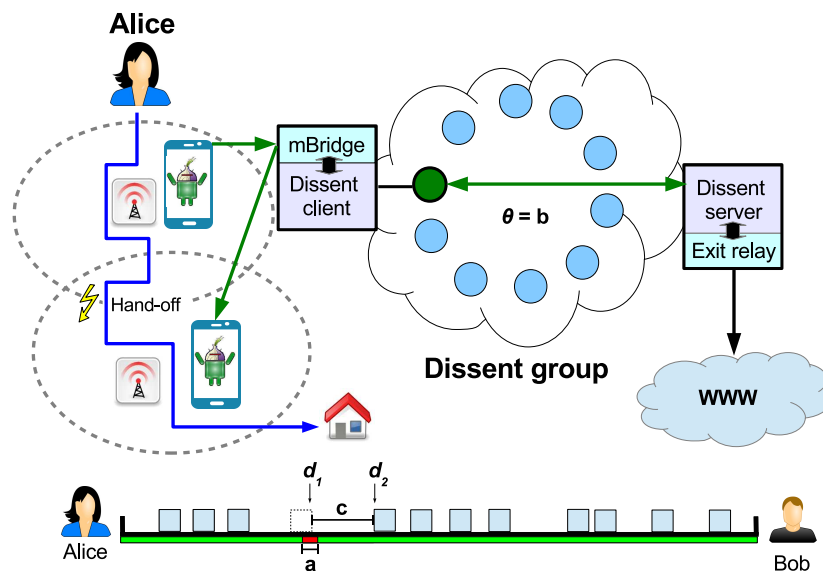 Alice
mBridge
Dissent
client
Dissent
server
Exit relay
θ = b
Hand-off
Dissent group
WWW
d1
d2
c
a
Alice
Bob